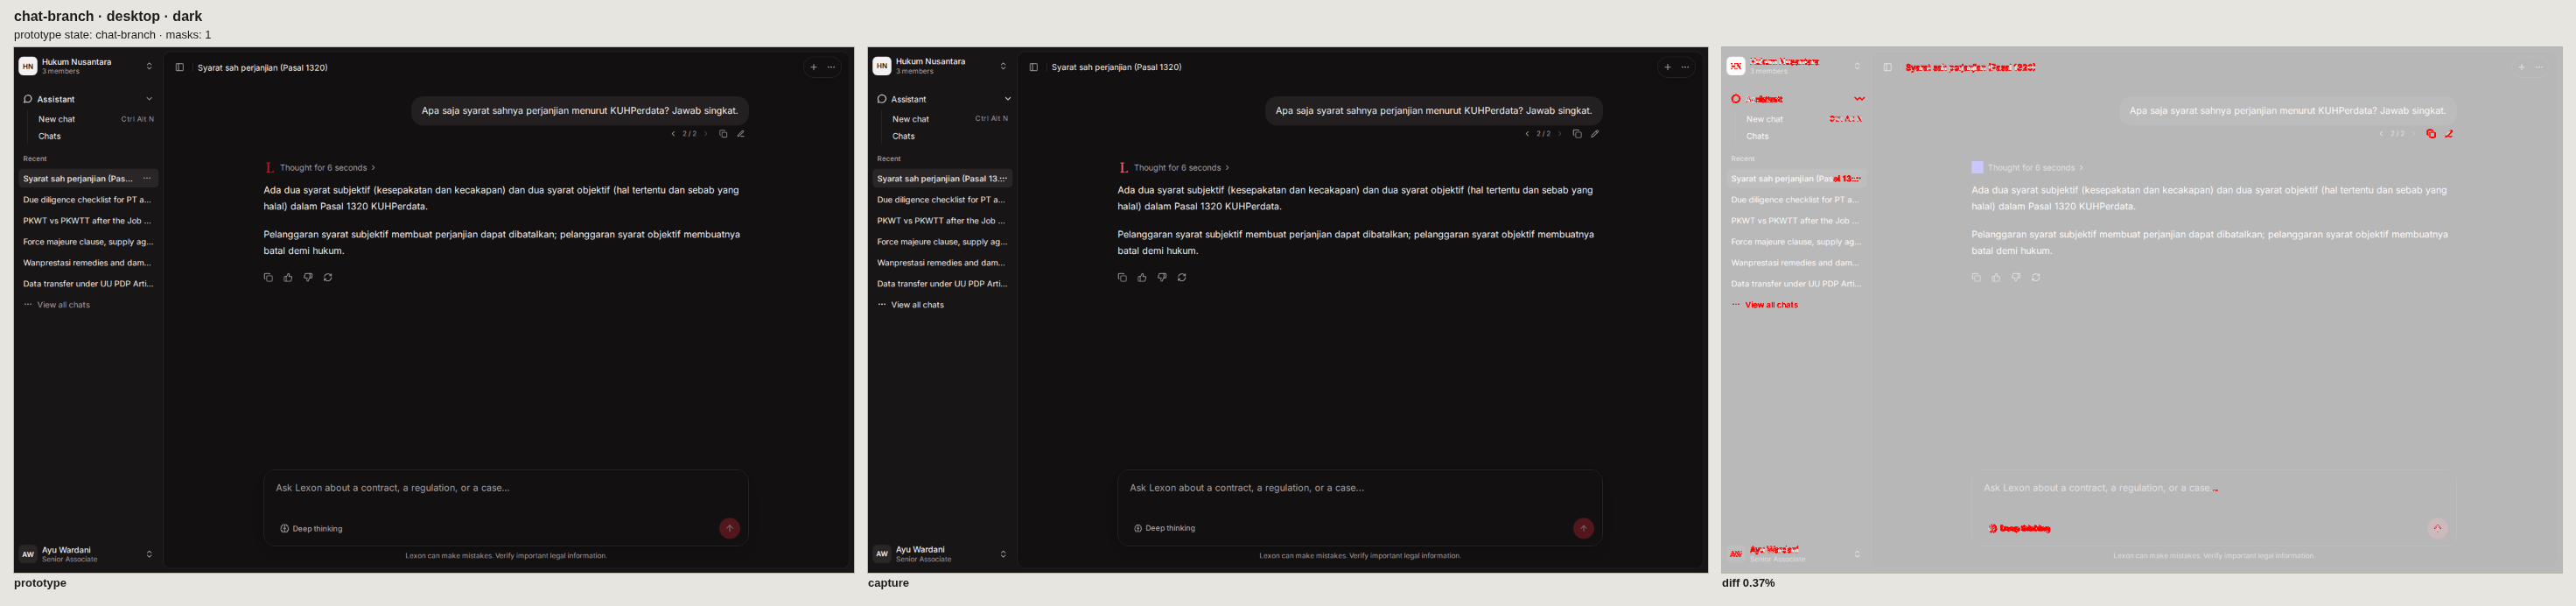 chat-branch · desktop · dark
prototype state: chat-branch · masks: 1
HN
Hukum Nusantara
3 members
Assistant
New chat
Ctrl Alt N
Chats
Recent
Syarat sah perjanjian (Pas...
Due diligence checklist for PT a...
PKWT vs PKWTT after the Job ...
Force majeure clause, supply ag...
Wanprestasi remedies and dam...
Data transfer under UU PDP Arti...
View all chats
AW
Ayu Wardani
Senior Associate
Syarat sah perjanjian (Pasal 1320)
Apa saja syarat sahnya perjanjian menurut KUHPerdata? Jawab singkat.
2 / 2
L
Thought for 6 seconds
Ada dua syarat subjektif (kesepakatan dan kecakapan) dan dua syarat objektif (hal tertentu dan sebab yang
halal) dalam Pasal 1320 KUHPerdata.
Pelanggaran syarat subjektif membuat perjanjian dapat dibatalkan; pelanggaran syarat objektif membuatnya
batal demi hukum.
Ask Lexon about a contract, a regulation, or a case...
Deep thinking
Lexon can make mistakes. Verify important legal information.
prototype
HN
Hukum Nusantara
3 members
Assistant
New chat
Ctrl Alt N
Chats
Recent
Syarat sah perjanjian (Pasal 13...
Due diligence checklist for PT a...
PKWT vs PKWTT after the Job ...
Force majeure clause, supply ag...
Wanprestasi remedies and dam...
Data transfer under UU PDP Arti...
View all chats
AW
Ayu Wardani
Senior Associate
Syarat sah perjanjian (Pasal 1320)
Apa saja syarat sahnya perjanjian menurut KUHPerdata? Jawab singkat.
2 / 2
L
Thought for 6 seconds
Ada dua syarat subjektif (kesepakatan dan kecakapan) dan dua syarat objektif (hal tertentu dan sebab yang
halal) dalam Pasal 1320 KUHPerdata.
Pelanggaran syarat subjektif membuat perjanjian dapat dibatalkan; pelanggaran syarat objektif membuatnya
batal demi hukum.
Ask Lexon about a contract, a regulation, or a case...
Deep thinking
Lexon can make mistakes. Verify important legal information.
capture
3 members
New chat
Chats
Recent
Syarat sah perjanjian (Pasal 13...
Due diligence checklist for PT a...
PKWT vs PKWTT after the Job ...
Force majeure clause, supply ag...
Wanprestasi remedies and dam...
Data transfer under UU PDP Arti...
View all chats
Senior Associate
Apa saja syarat sahnya perjanjian menurut KUHPerdata? Jawab singkat.
2 / 2
Thought for 6 seconds
Ada dua syarat subjektif (kesepakatan dan kecakapan) dan dua syarat objektif (hal tertentu dan sebab yang
halal) dalam Pasal 1320 KUHPerdata.
Pelanggaran syarat subjektif membuat perjanjian dapat dibatalkan; pelanggaran syarat objektif membuatnya
batal demi hukum.
Ask Lexon about a contract, a regulation, or a case...
Lexon can make mistakes. Verify important legal information.
diff 0.37%